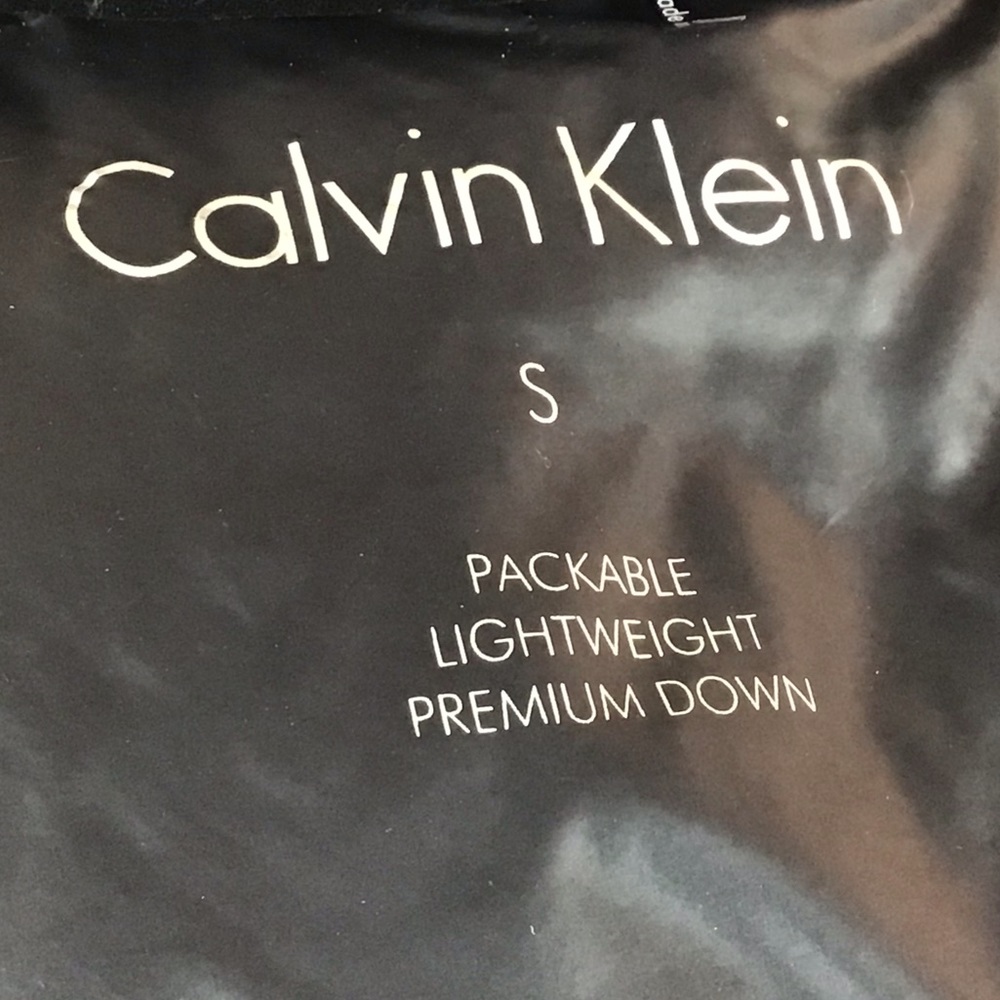 Calvin Klein
S
PACKABLE
LIGHTWEIGHT
PREMIUM DOWN